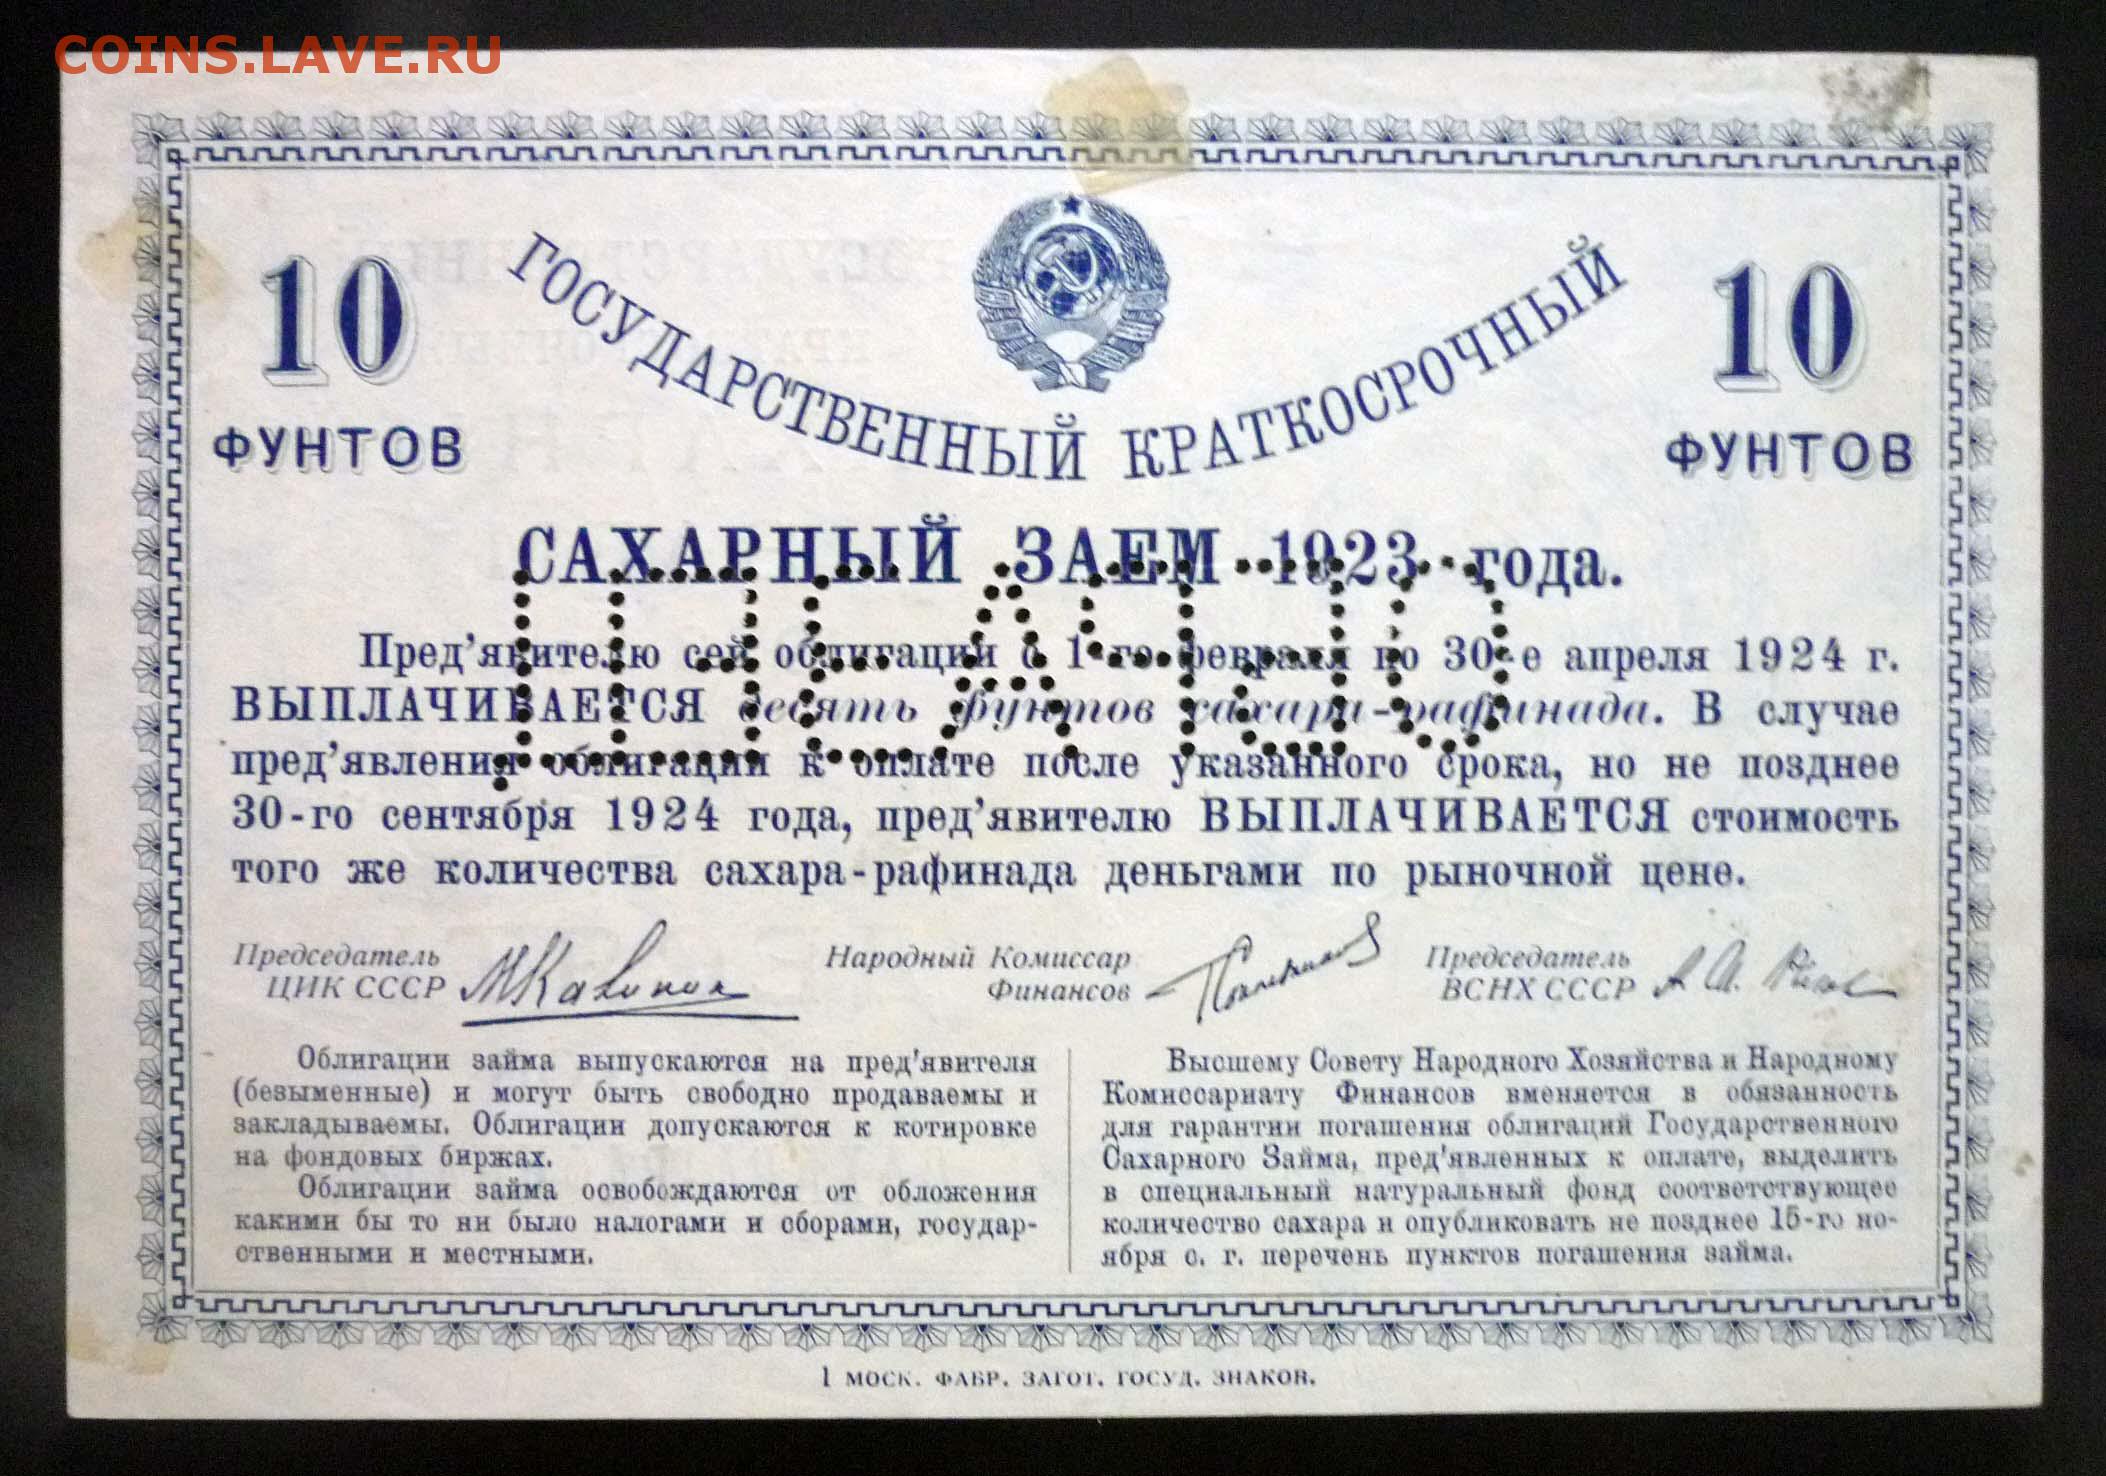 COINS.LAVE.RU
10
ФУНТОВ
ГОСУДАРСТВЕННЫЙ КРАТКОСРОЧНЫЙ
10
ФУНТОВ
САХАРНЫЙ ЗАЕМ 1923 года.
ОБРАЗЕЦ
Пред'явителю сей облигации с 1-го февраля по 30-е апреля 1924 г.
ВЫПЛАЧИВАЕТСЯ десять фунтов сахара-рафинада. В случае
пред'явления облигации к оплате после указанного срока, но не позднее
30-го сентября 1924 года, пред'явителю ВЫПЛАЧИВАЕТСЯ стоимость
того же количества сахара-рафинада деньгами по рыночной цене.
Председатель
ЦИК СССР
М Калинин
Народный Комиссар
Финансов
Председатель
ВСНХ СССР
Облигации займа выпускаются на пред'явителя
(безыменные) и могут быть свободно продаваемы и
закладываемы. Облигации допускаются к котировке
на фондовых биржах.
Облигации займа освобождаются от обложения
какими бы то ни было налогами и сборами, государ-
ственными и местными.
Высшему Совету Народного Хозяйства и Народному
Комиссариату Финансов вменяется в обязанность
для гарантии погашения облигаций Государственного
Сахарного Займа, пред'явленных к оплате, выделить
в специальный натуральный фонд соответствующее
количество сахара и опубликовать не позднее 15-го но-
ября с. г. перечень пунктов погашения займа.
1 МОСК. ФАБР. ЗАГОТ. ГОСУД. ЗНАКОВ.